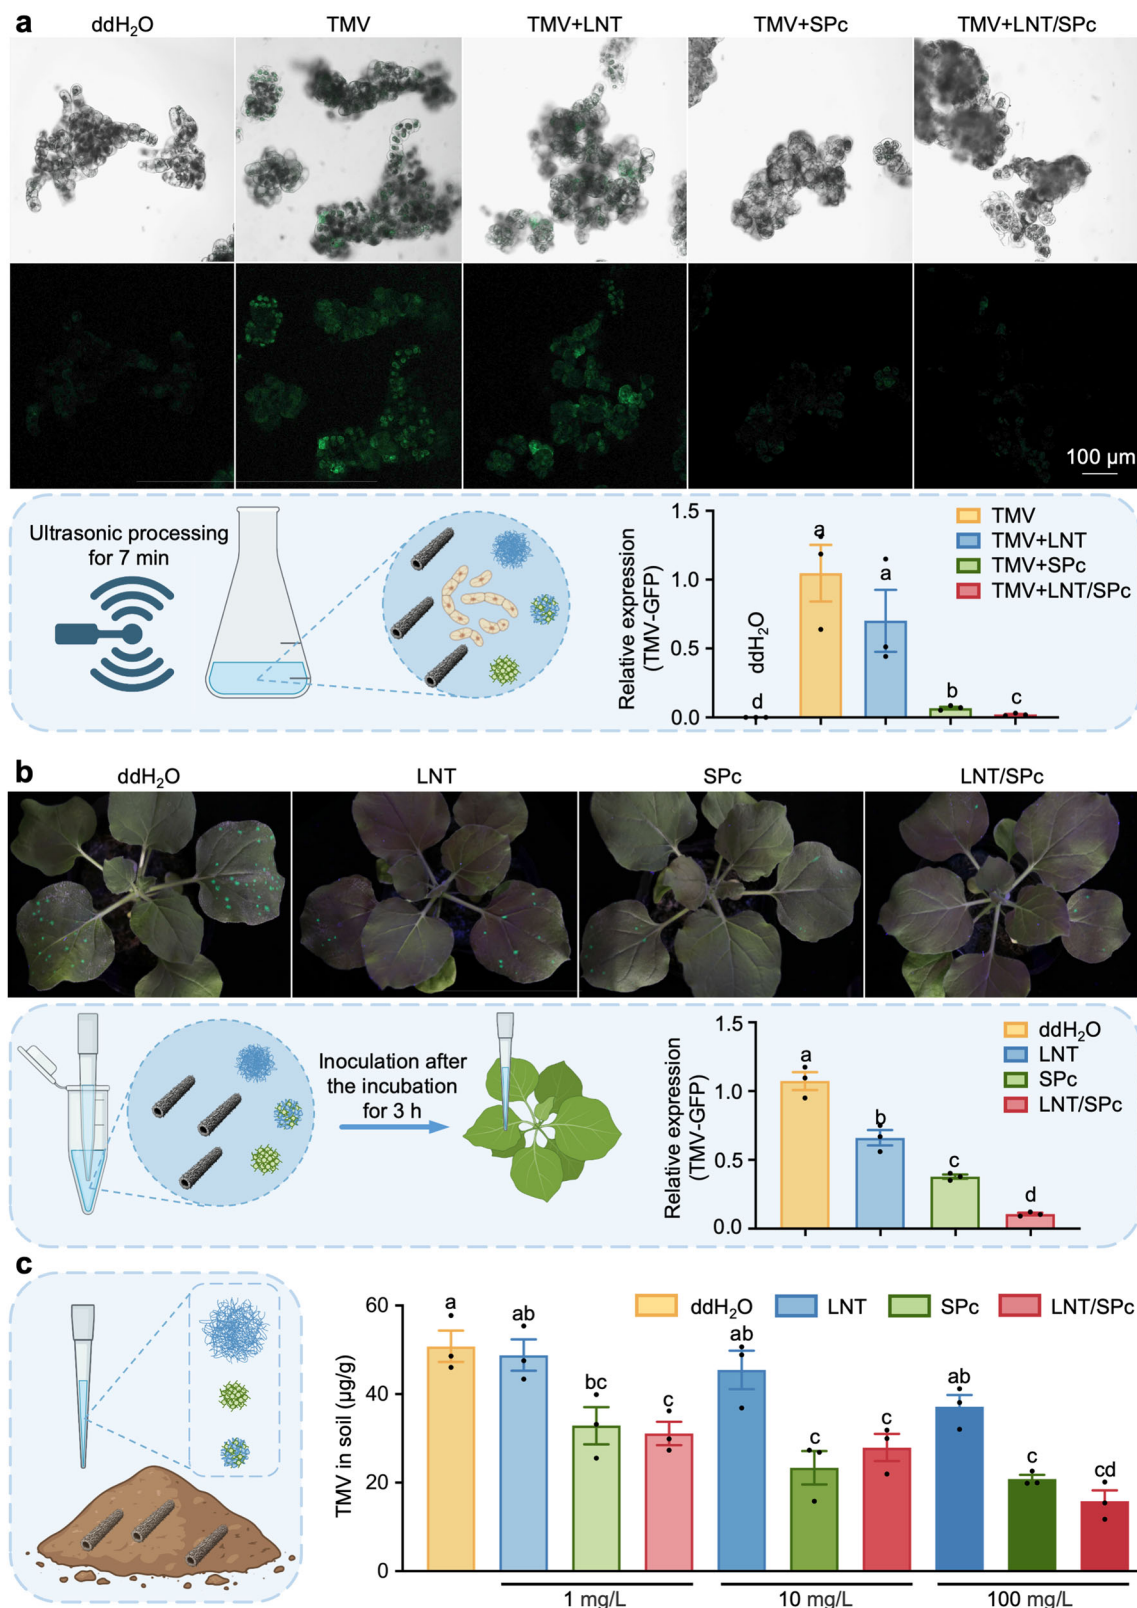 a
ddH₂O TMV TMV+LNT TMV+SPc TMV+LNT/SPc
100 µm
Ultrasonic processing
for 7 min
Relative expression
(TMV-GFP)
1.5
1.0
0.5
0.0
ddH₂O
d a a b c
TMV
TMV+LNT
TMV+SPc
TMV+LNT/SPc
b
ddH₂O LNT SPc LNT/SPc
Inoculation after
the incubation
for 3 h
Relative expression
(TMV-GFP)
1.5
1.0
0.5
0.0
a b c d
ddH₂O
LNT
SPc
LNT/SPc
c
TMV in soil (µg/g)
60
40
20
0
ddH₂O LNT SPc LNT/SPc
a ab bc c ab c c ab c cd
1 mg/L 10 mg/L 100 mg/L